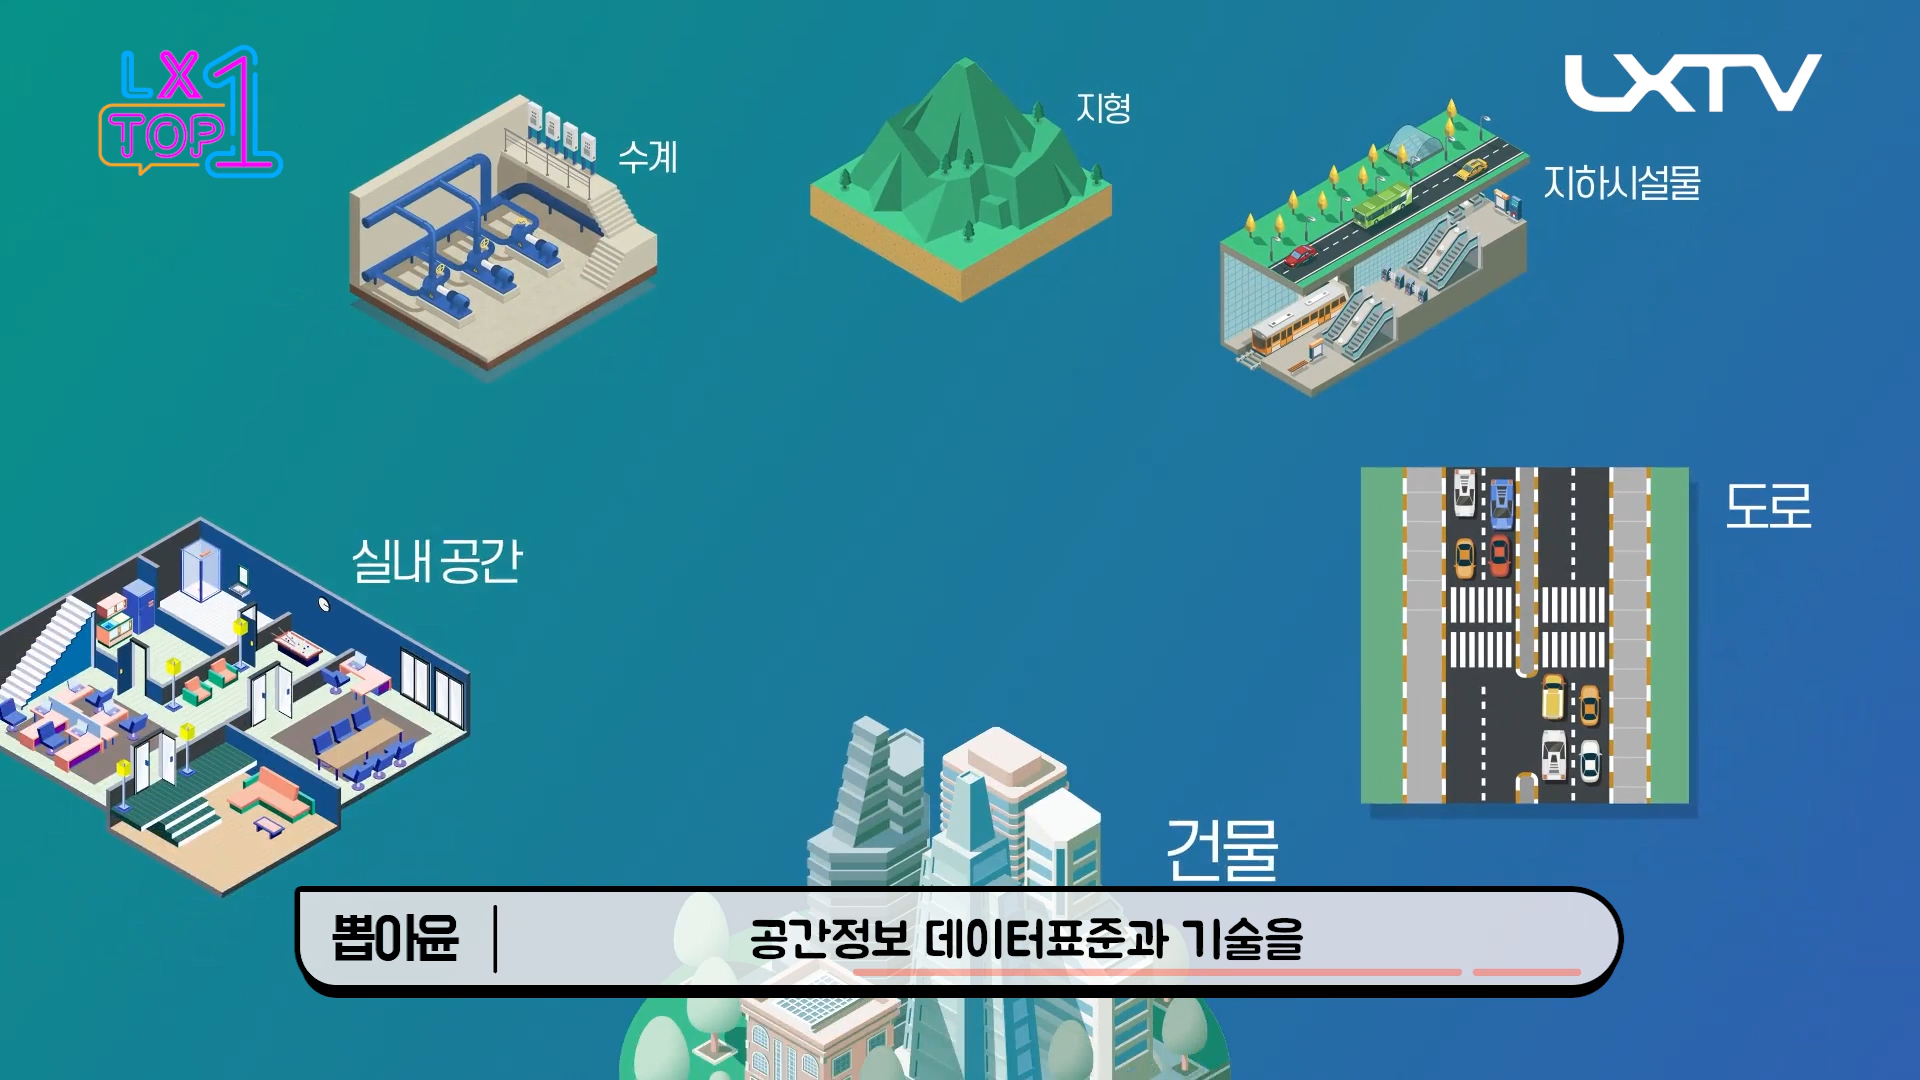 LX
TOP 1
LXTV
수계
지형
지하시설물
실내 공간
도로
건물
뽑아윤
공간정보 데이터표준과 기술을